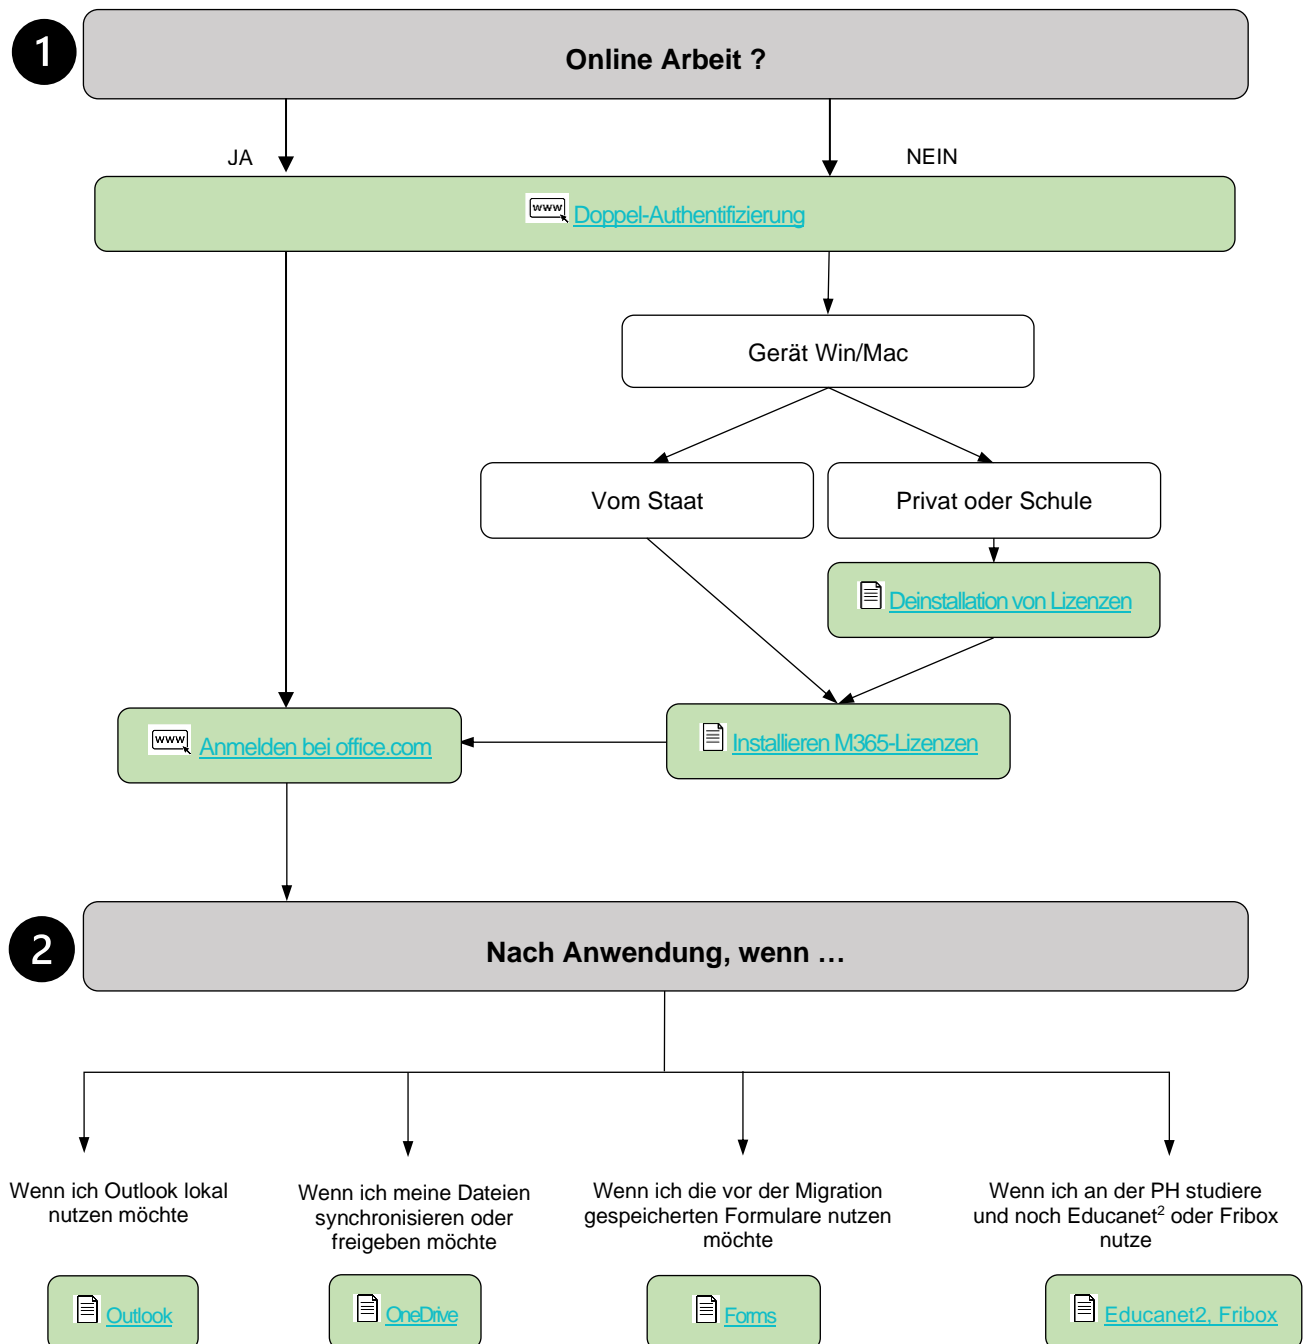 1
Online Arbeit ?
JA
NEIN
www
Doppel-Authentifizierung
Gerät Win/Mac
Vom Staat
Privat oder Schule
Deinstallation von Lizenzen
www
Anmelden bei office.com
Installieren M365-Lizenzen
2
Nach Anwendung, wenn …
Wenn ich Outlook lokal
nutzen möchte
Wenn ich meine Dateien
synchronisieren oder
freigeben möchte
Wenn ich die vor der Migration
gespeicherten Formulare nutzen
möchte
Wenn ich an der PH studiere
und noch Educanet² oder Fribox
nutze
Outlook
OneDrive
Forms
Educanet2, Fribox